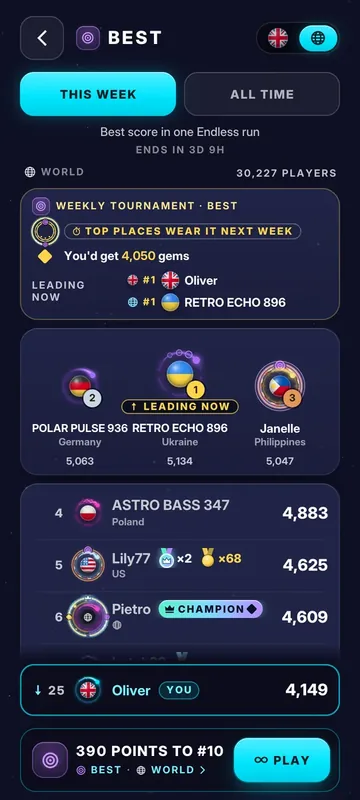 BEST
THIS WEEK
ALL TIME
Best score in one Endless run
ENDS IN 3D 9H
WORLD
30,227 PLAYERS
WEEKLY TOURNAMENT · BEST
TOP PLACES WEAR IT NEXT WEEK
You'd get 4,050 gems
LEADING NOW
#1 Oliver
#1 RETRO ECHO 896
2
1
3
↑ LEADING NOW
POLAR PULSE 936
Germany
5,063
RETRO ECHO 896
Ukraine
5,134
Janelle
Philippines
5,047
4 ASTRO BASS 347 4,883
Poland
5 Lily77 ×2 ×68 4,625
US
6 Pietro CHAMPION 4,609
↓ 25 Oliver YOU 4,149
390 POINTS TO #10
BEST · WORLD >
∞ PLAY